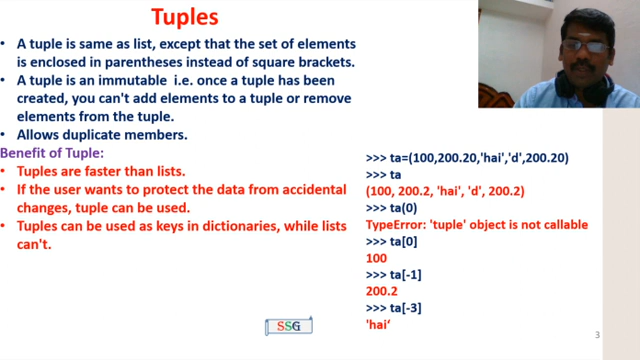 Tuples
• A tuple is same as list, except that the set of elements
is enclosed in parentheses instead of square brackets.
• A tuple is an immutable i.e. once a tuple has been
created, you can't add elements to a tuple or remove
elements from the tuple.
• Allows duplicate members.
Benefit of Tuple:
• Tuples are faster than lists.
• If the user wants to protect the data from accidental
changes, tuple can be used.
• Tuples can be used as keys in dictionaries, while lists
can't.
>>> ta=(100,200.20,'hai','d',200.20)
>>> ta
(100, 200.2, 'hai', 'd', 200.2)
>>> ta(0)
TypeError: 'tuple' object is not callable
>>> ta[0]
100
>>> ta[-1]
200.2
>>> ta[-3]
'hai‘
SSG
3